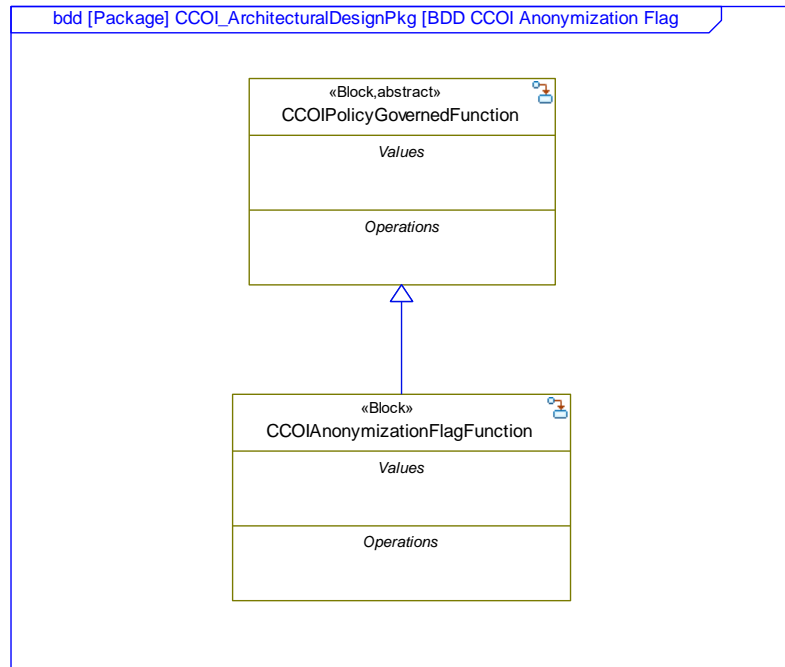 bdd [Package] CCOI_ArchitecturalDesignPkg [BDD CCOI Anonymization Flag
«Block,abstract»
CCOIPolicyGovernedFunction
Values
Operations
«Block»
CCOIAnonymizationFlagFunction
Values
Operations